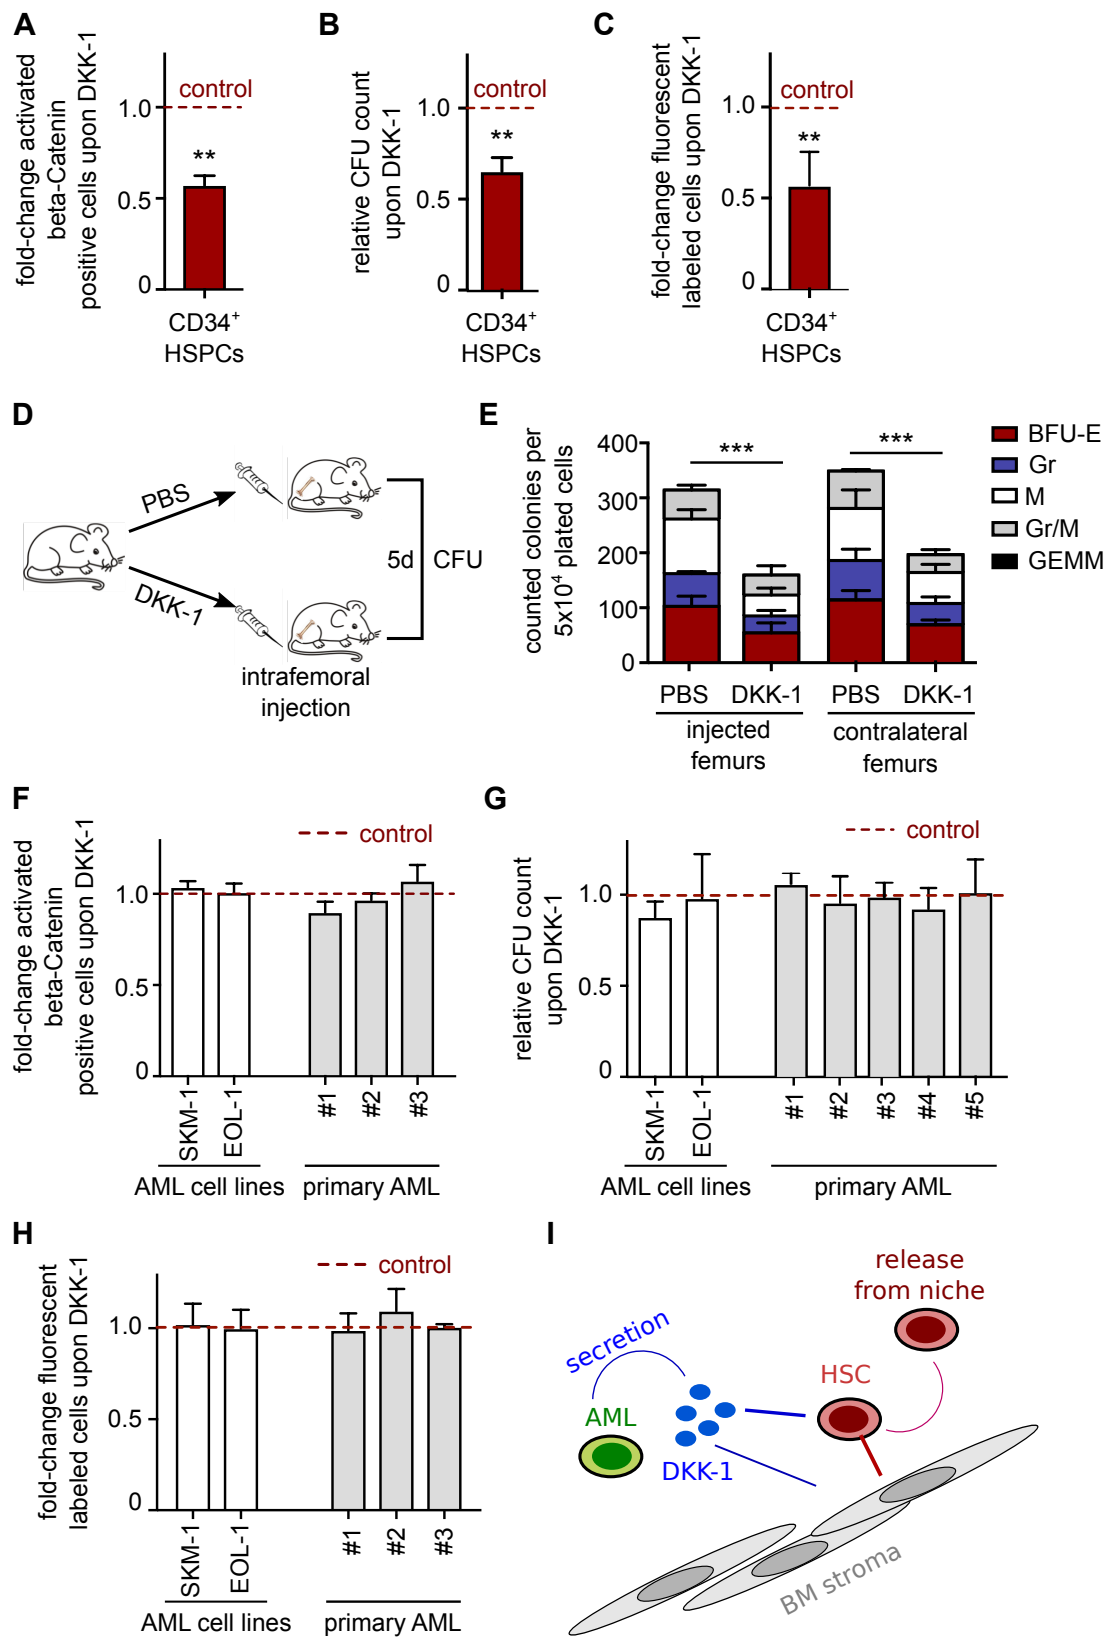 A
fold-change activated
beta-Catenin
positive cells upon DKK-1
control
1.0
**
0.5
0
CD34+
HSPCs
B
relative CFU count
upon DKK-1
control
1.0
**
0.5
0
CD34+
HSPCs
C
fold-change fluorescent
labeled cells upon DKK-1
control
1.0
**
0.5
0
CD34+
HSPCs
D
PBS
DKK-1
5d
CFU
intrafemoral
injection
E
counted colonies per
5x10⁴ plated cells
400
300
200
100
0
***
***
PBS DKK-1 PBS DKK-1
injected
femurs
contralateral
femurs
BFU-E
Gr
M
Gr/M
GEMM
F
fold-change activated
beta-Catenin
positive cells upon DKK-1
control
1.0
0.5
0
SKM-1
EOL-1
#1
#2
#3
AML cell lines primary AML
G
relative CFU count
upon DKK-1
control
1.0
0.5
0
SKM-1
EOL-1
#1
#2
#3
#4
#5
AML cell lines primary AML
H
fold-change fluorescent
labeled cells upon DKK-1
control
1.0
0.5
0
SKM-1
EOL-1
#1
#2
#3
AML cell lines primary AML
I
release
from niche
secretion
HSC
AML
DKK-1
BM stroma